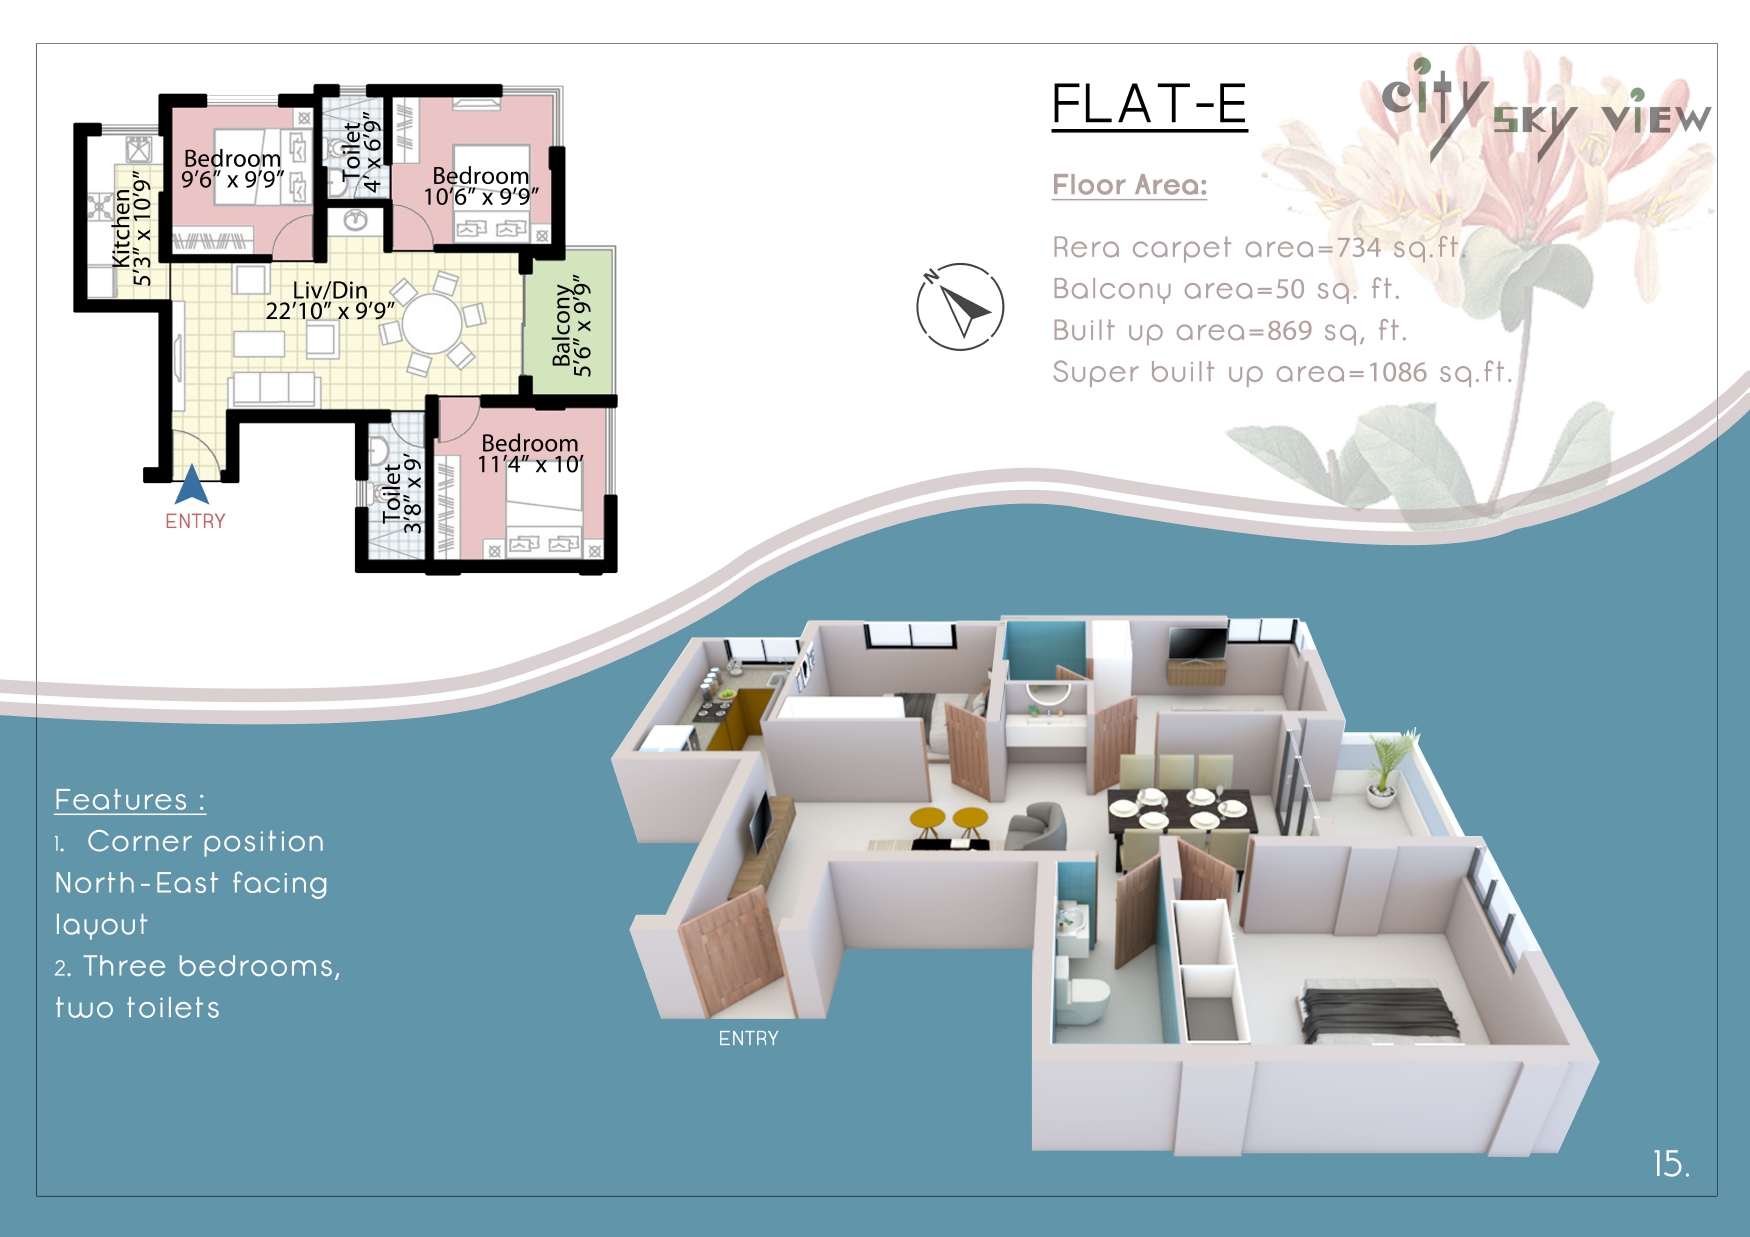 FLAT-E
city
SKY VIEW
Floor Area:
Rera carpet area=734 sq.ft.
Balcony area=50 sq. ft.
Built up area=869 sq, ft.
Super built up area=1086 sq.ft.
N
Kitchen
5'3" x 10'9"
Bedroom
9'6" x 9'9"
Toilet
4' x 6'9"
Bedroom
10'6" x 9'9"
Liv/Din
22'10" x 9'9"
Balcony
5'6" x 9'9"
Toilet
3'8" x 9'
Bedroom
11'4" x 10'
ENTRY
Features :
1. Corner position
North-East facing
layout
2. Three bedrooms,
two toilets
ENTRY
15.